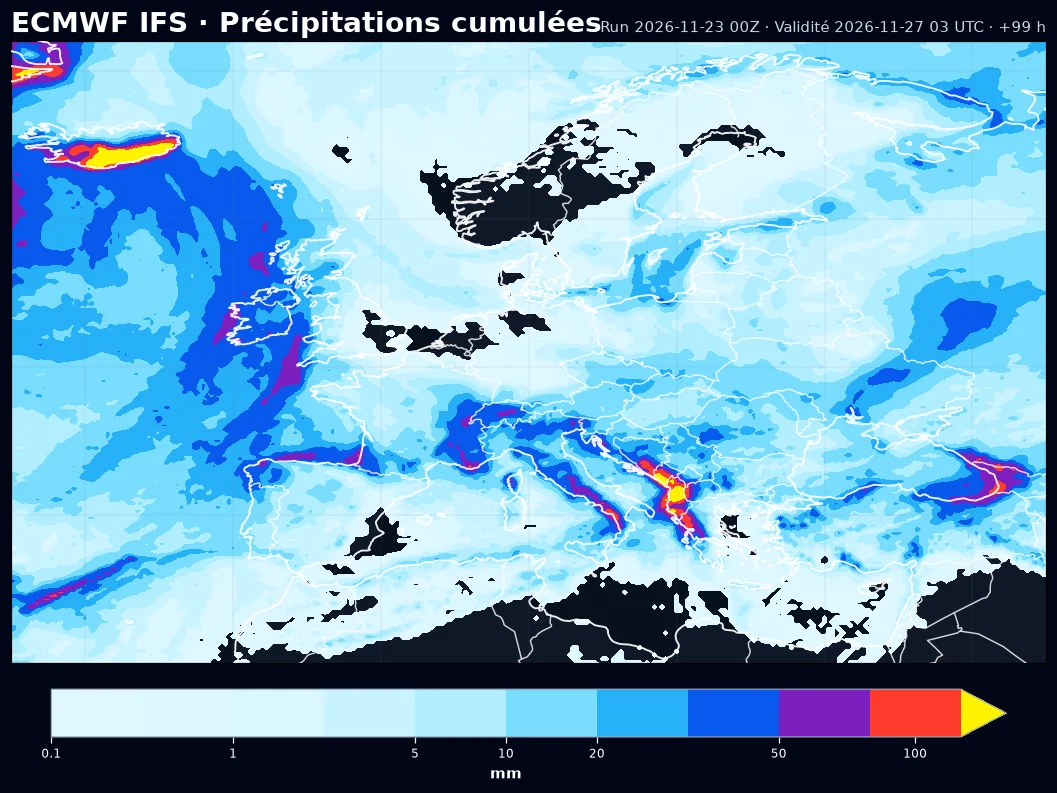 ECMWF IFS · Précipitations cumulées
Run 2026-11-23 00Z · Validité 2026-11-27 03 UTC · +99 h
0.1 1 5 10 20 50 100
mm